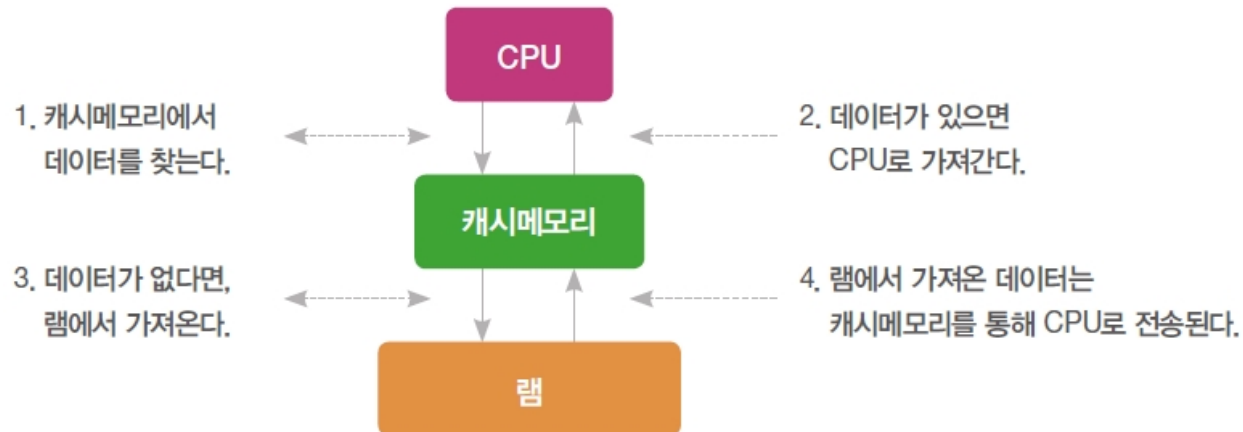 CPU
1. 캐시메모리에서
데이터를 찾는다.
2. 데이터가 있으면
CPU로 가져간다.
캐시메모리
3. 데이터가 없다면,
램에서 가져온다.
4. 램에서 가져온 데이터는
캐시메모리를 통해 CPU로 전송된다.
램